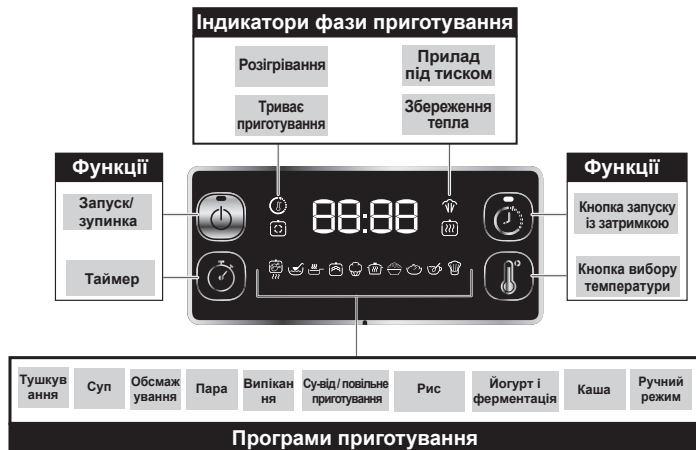 Індикатори фази приготування
Розігрівання
Прилад
під тиском
Триває
приготування
Збереження
тепла
Функції
Запуск/
зупинка
Таймер
88:88
Функції
Кнопка запуску
із затримкою
Кнопка вибору
температури
Тушкув
ання
Суп
Обсмаж
ування
Пара
Випікан
ня
Су-від / повільне
приготування
Рис
Йогурт і
ферментація
Каша
Ручний
режим
Програми приготування